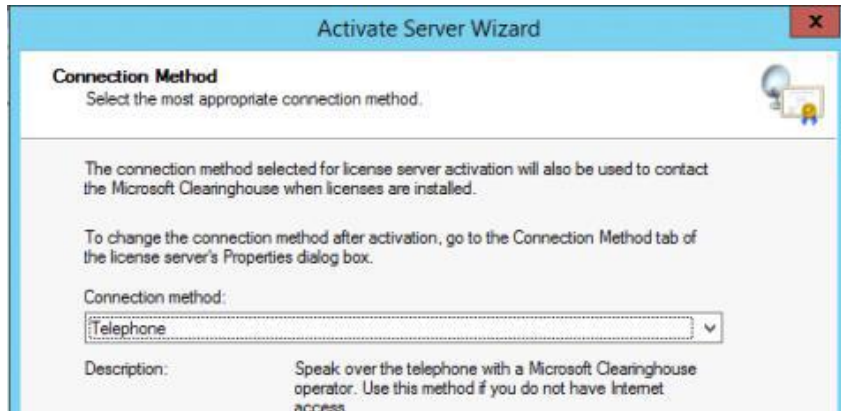 Activate Server Wizard
x
Connection Method
Select the most appropriate connection method.
The connection method selected for license server activation will also be used to contact
the Microsoft Clearinghouse when licenses are installed.
To change the connection method after activation, go to the Connection Method tab of
the license server's Properties dialog box.
Connection method:
Telephone
Description: Speak over the telephone with a Microsoft Clearinghouse
operator. Use this method if you do not have Internet
access.